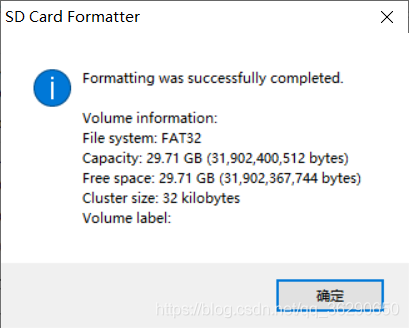 SD Card Formatter
Formatting was successfully completed.
Volume information:
File system: FAT32
Capacity: 29.71 GB (31,902,400,512 bytes)
Free space: 29.71 GB (31,902,367,744 bytes)
Cluster size: 32 kilobytes
Volume label:
确定
https://blog.csdn.net/qq_36290650